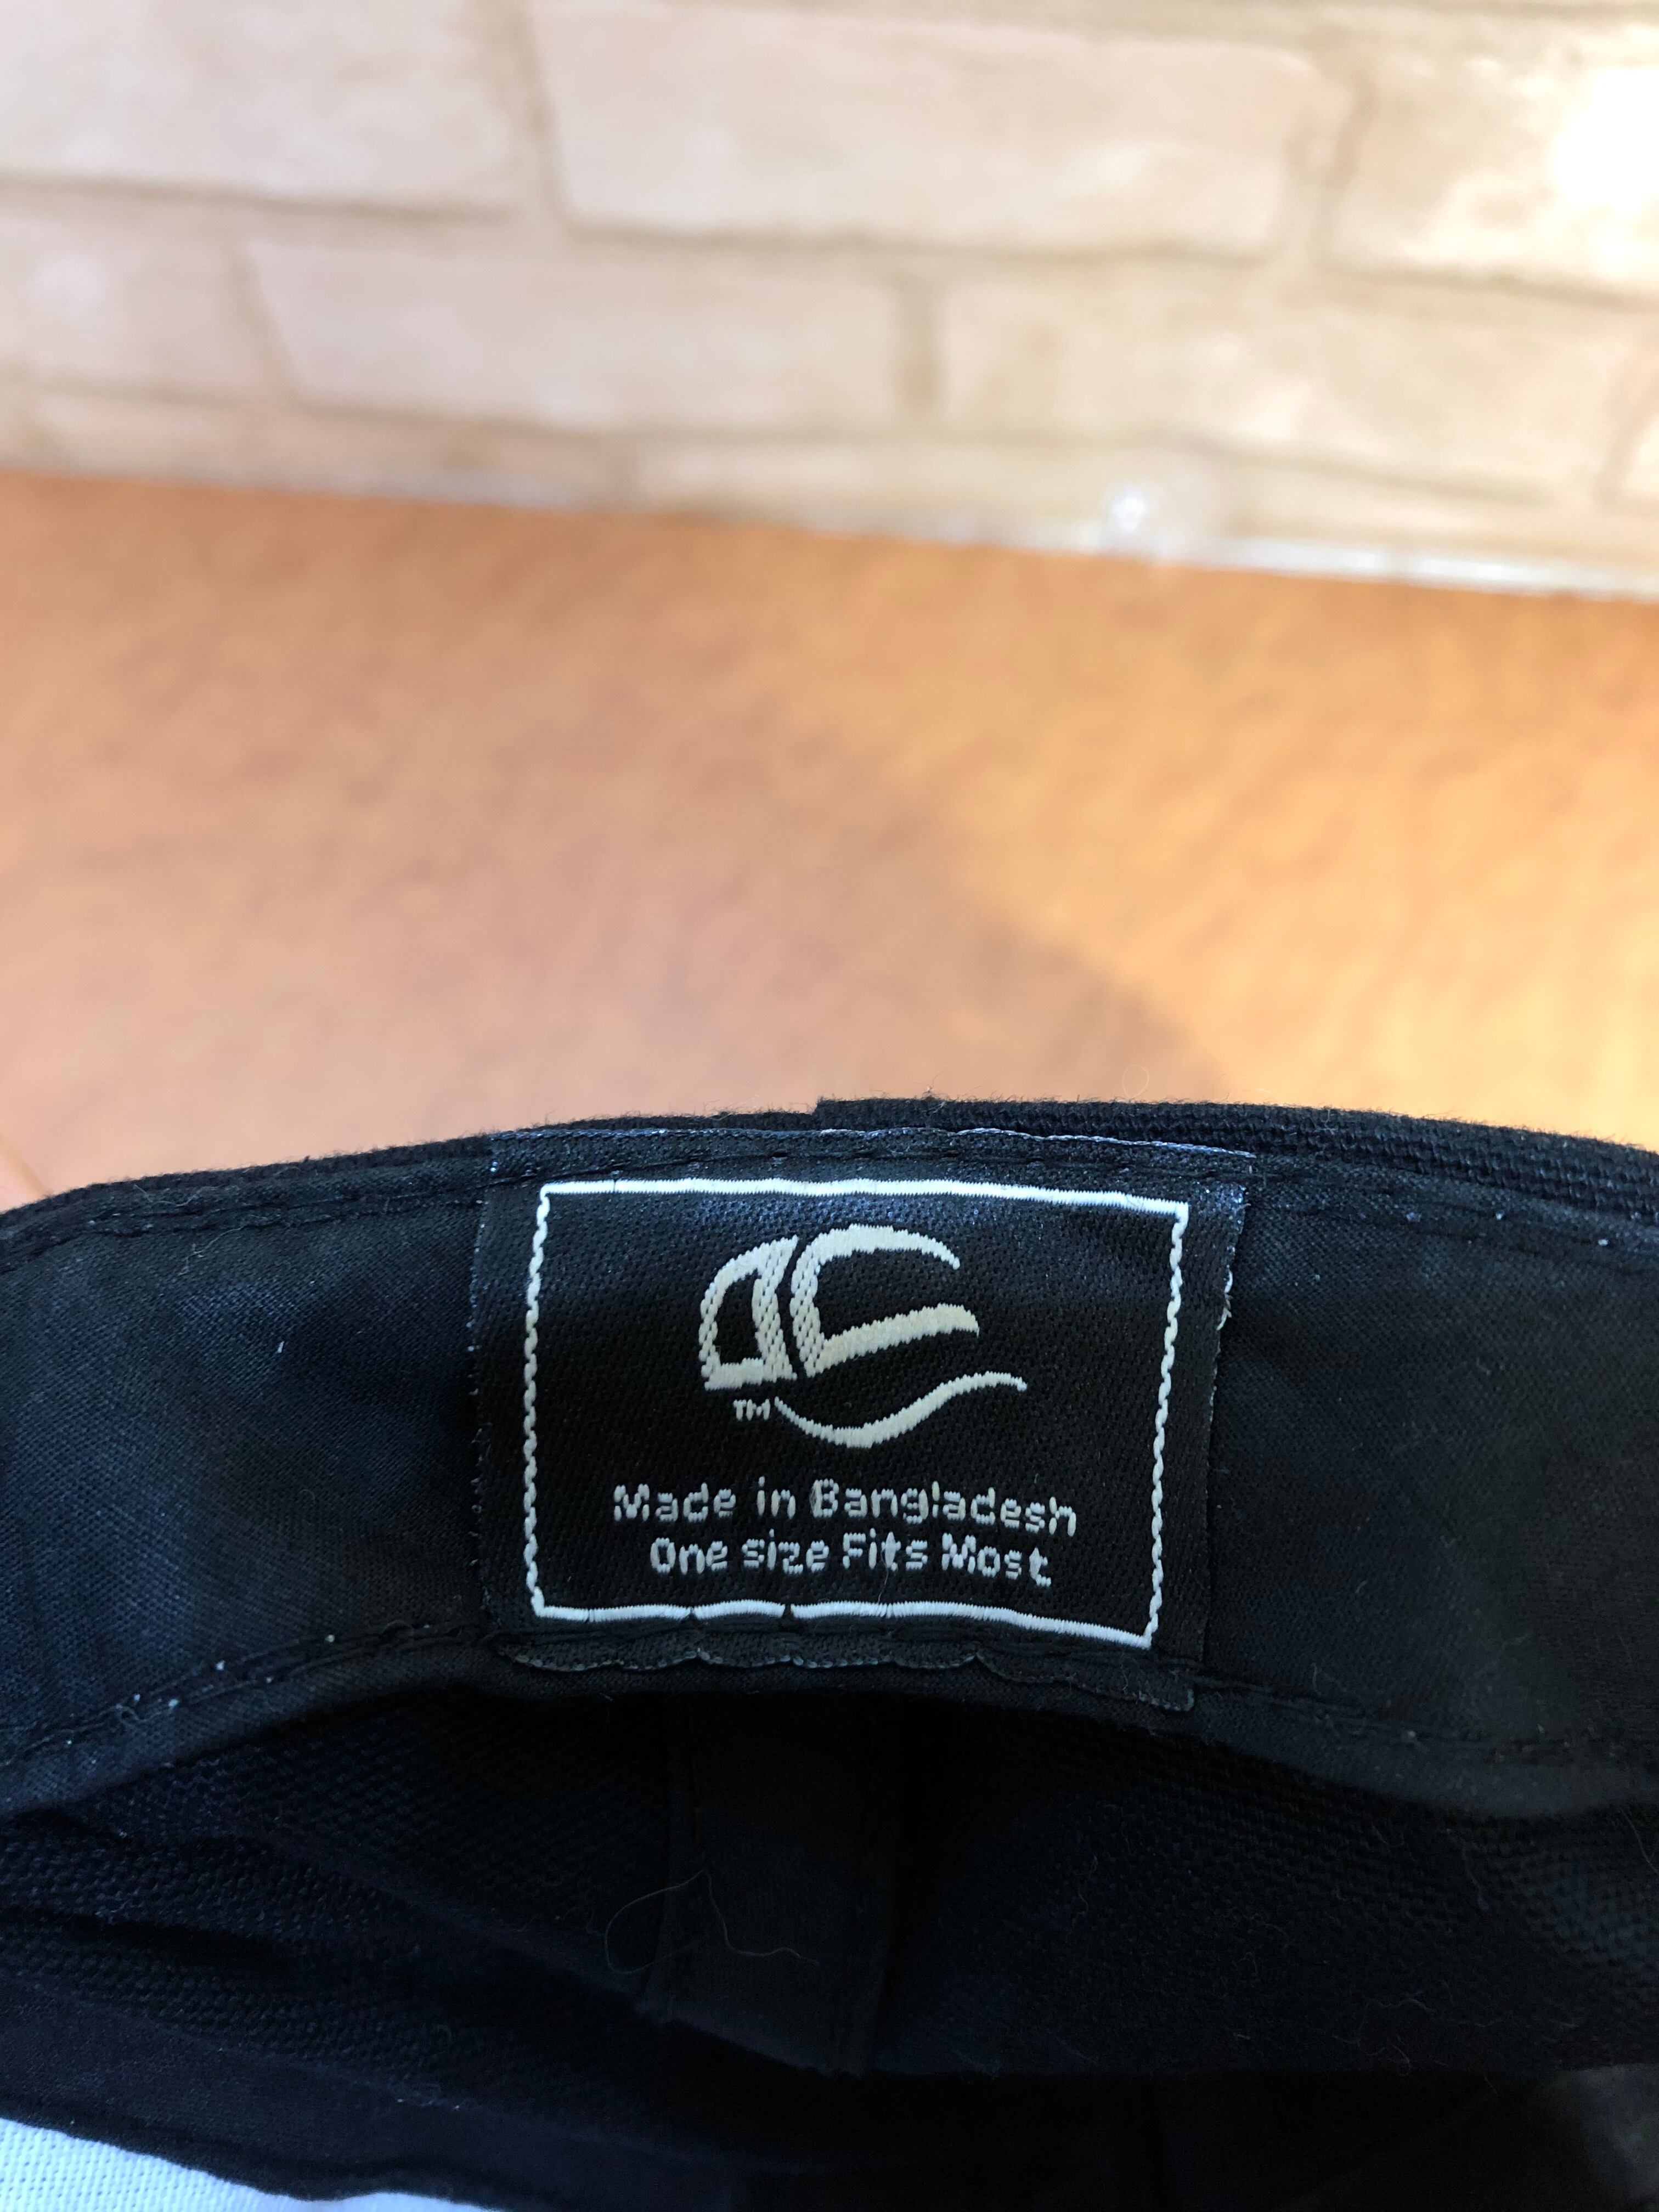 TM
Made in Bangladesh
One size Fits Most